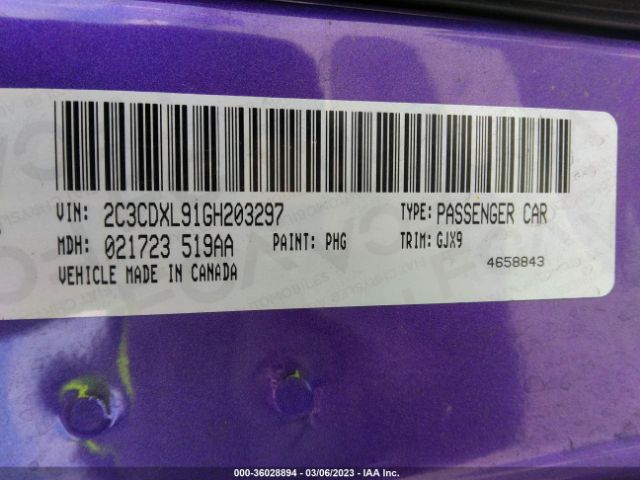 VIN: 2C3CDXL91GH203297 TYPE: PASSENGER CAR
MDH: 021723 519AA PAINT: PHG TRIM: GJX9
VEHICLE MADE IN CANADA 4658843
000-36028894 — 03/06/2023 — IAA Inc.